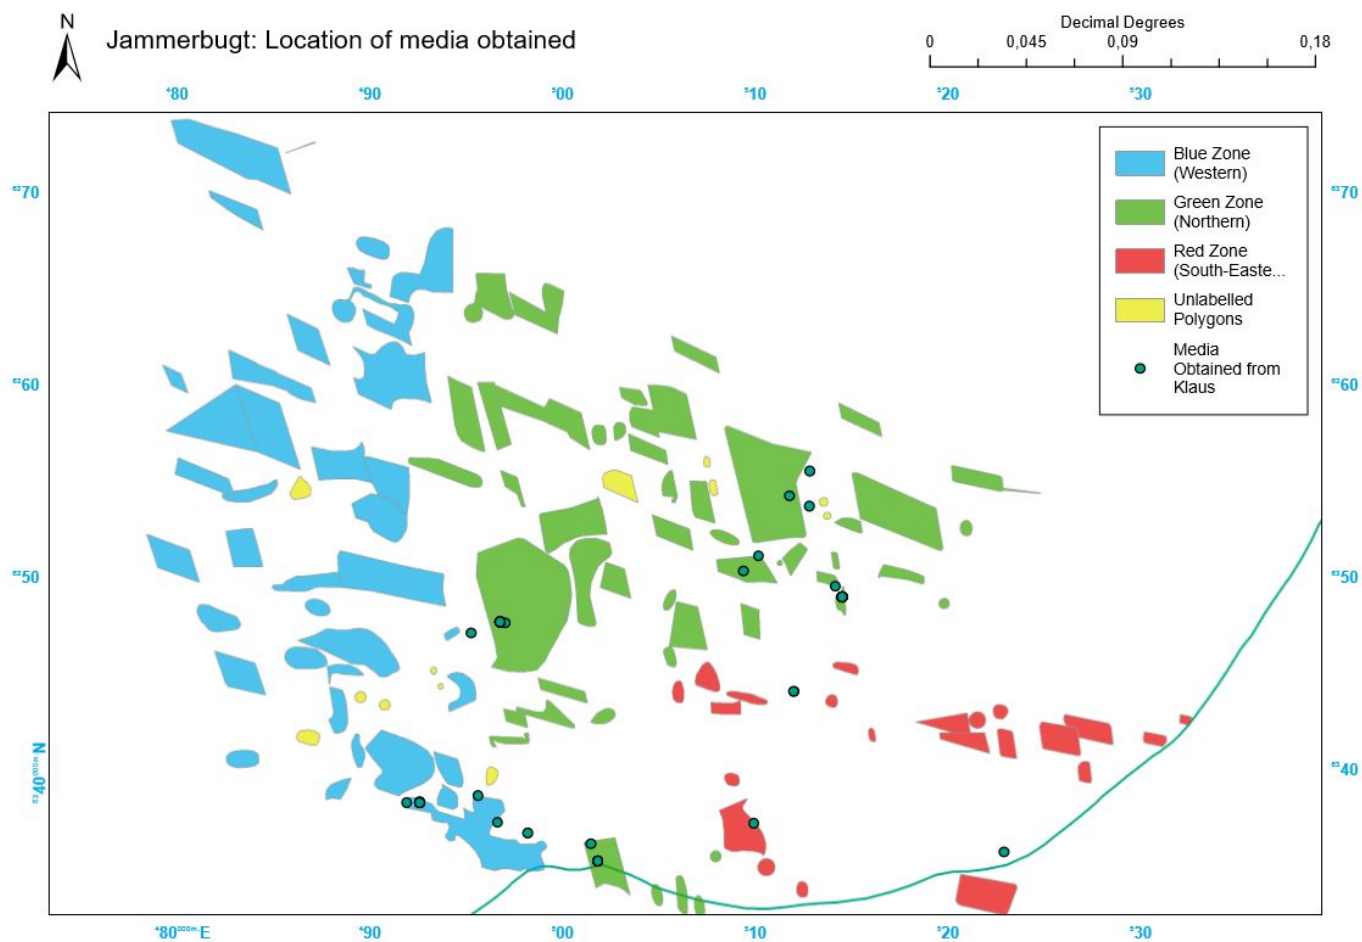 N
Jammerbugt: Location of media obtained
Decimal Degrees
0 0,045 0,09 0,18
⁴80 ⁴90 ⁵00 ⁵10 ⁵20 ⁵30
Blue Zone
(Western)
Green Zone
(Northern)
Red Zone
(South-Easte...
Unlabelled
Polygons
Media
Obtained from
Klaus
⁶³70 ⁶³70
⁶³60 ⁶³60
⁶³50 ⁶³50
⁶³40⁰⁰⁰ᵐ·N ⁶³40
⁴80⁰⁰⁰ᵐ·E ⁴90 ⁵00 ⁵10 ⁵20 ⁵30